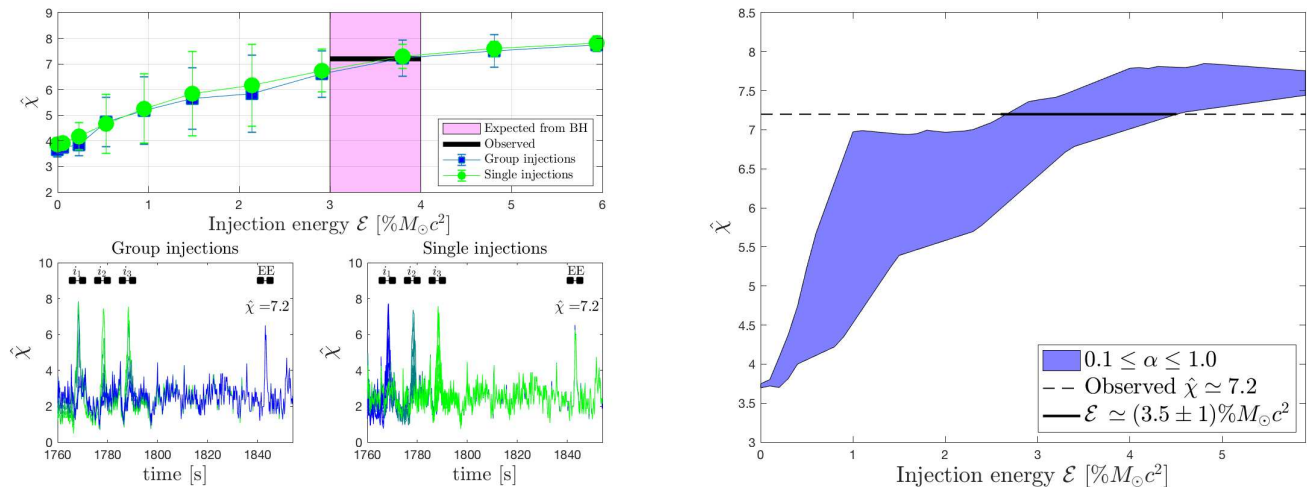 9
8
7
6
5
4
3
2
χ̂
0 1 2 3 4 5 6
Injection energy ℰ [%M⊙c²]
Expected from BH
Observed
Group injections
Single injections
Group injections
10
8
6
4
2
0
χ̂
i₁ i₂ i₃ EE
χ̂ =7.2
1760 1780 1800 1820 1840
time [s]
Single injections
10
8
6
4
2
0
χ̂
i₁ i₂ i₃ EE
χ̂ =7.2
1760 1780 1800 1820 1840
time [s]
8.5
8
7.5
7
6.5
6
5.5
5
4.5
4
3.5
3
χ̂
0 1 2 3 4 5
Injection energy ℰ [%M⊙c²]
0.1 ≤ α ≤ 1.0
Observed χ̂ ≃ 7.2
ℰ ≃ (3.5 ± 1)%M⊙c²